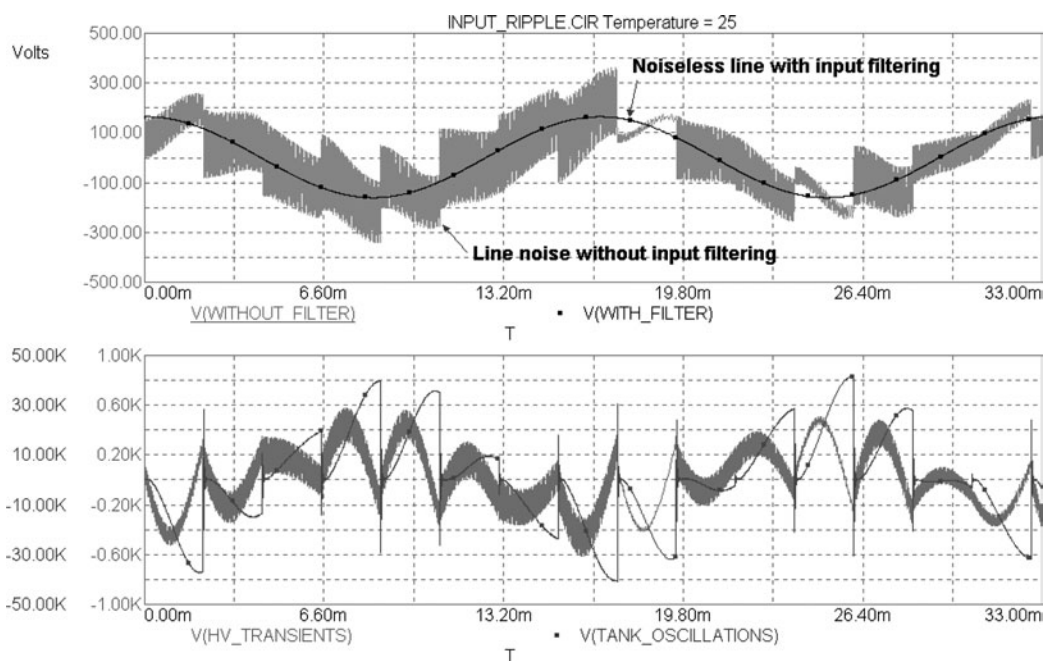 INPUT_RIPPLE.CIR Temperature = 25
Volts
500.00
300.00
100.00
-100.00
-300.00
-500.00
Noiseless line with input filtering
Line noise without input filtering
0.00m 6.60m 13.20m 19.80m 26.40m 33.00m
V(WITHOUT_FILTER) V(WITH_FILTER)
T
50.00K 1.00K
30.00K 0.60K
10.00K 0.20K
-10.00K -0.20K
-30.00K -0.60K
-50.00K -1.00K
0.00m 6.60m 13.20m 19.80m 26.40m 33.00m
V(HV_TRANSIENTS) V(TANK_OSCILLATIONS)
T